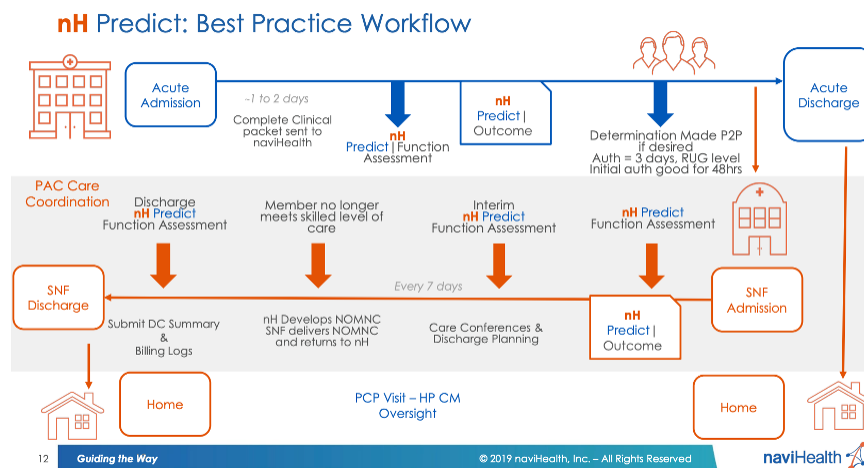 nH Predict: Best Practice Workflow
Acute
Admission
-1 to 2 days
Complete Clinical
packet sent to
naviHealth
nH
Predict|Function
Assessment
nH
Predict|
Outcome
Determination Made P2P
if desired
Auth = 3 days, RUG level
Initial auth good for 48hrs
Acute
Discharge
PAC Care
Coordination
Discharge
nH Predict
Function Assessment
Member no longer
meets skilled level of
care
Interim
nH Predict
Function Assessment
nH Predict
Function Assessment
SNF
Discharge
Every 7 days
SNF
Admission
Submit DC Summary
&
Billing Logs
nH Develops NOMNC
SNF delivers NOMNC
and returns to nH
Care Conferences &
Discharge Planning
nH
Predict|
Outcome
Home
PCP Visit – HP CM
Oversight
Home
12
Guiding the Way
© 2019 naviHealth, Inc. – All Rights Reserved
naviHealth